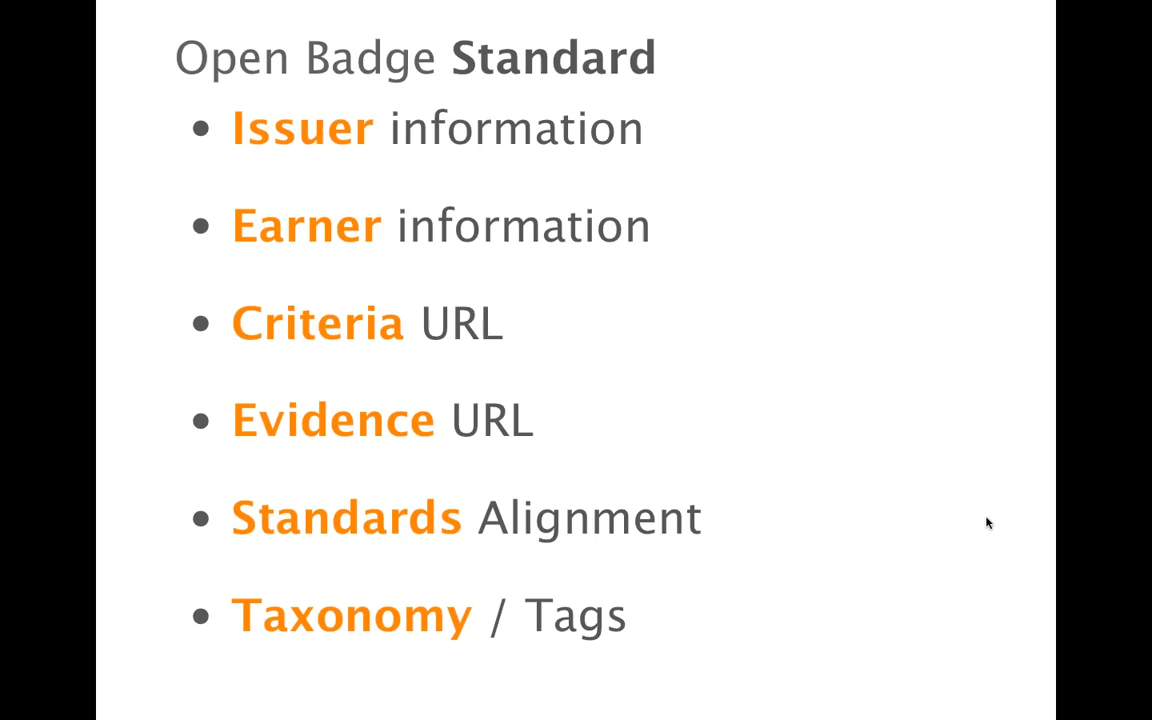 Open Badge Standard
• Issuer information
• Earner information
• Criteria URL
• Evidence URL
• Standards Alignment
• Taxonomy / Tags